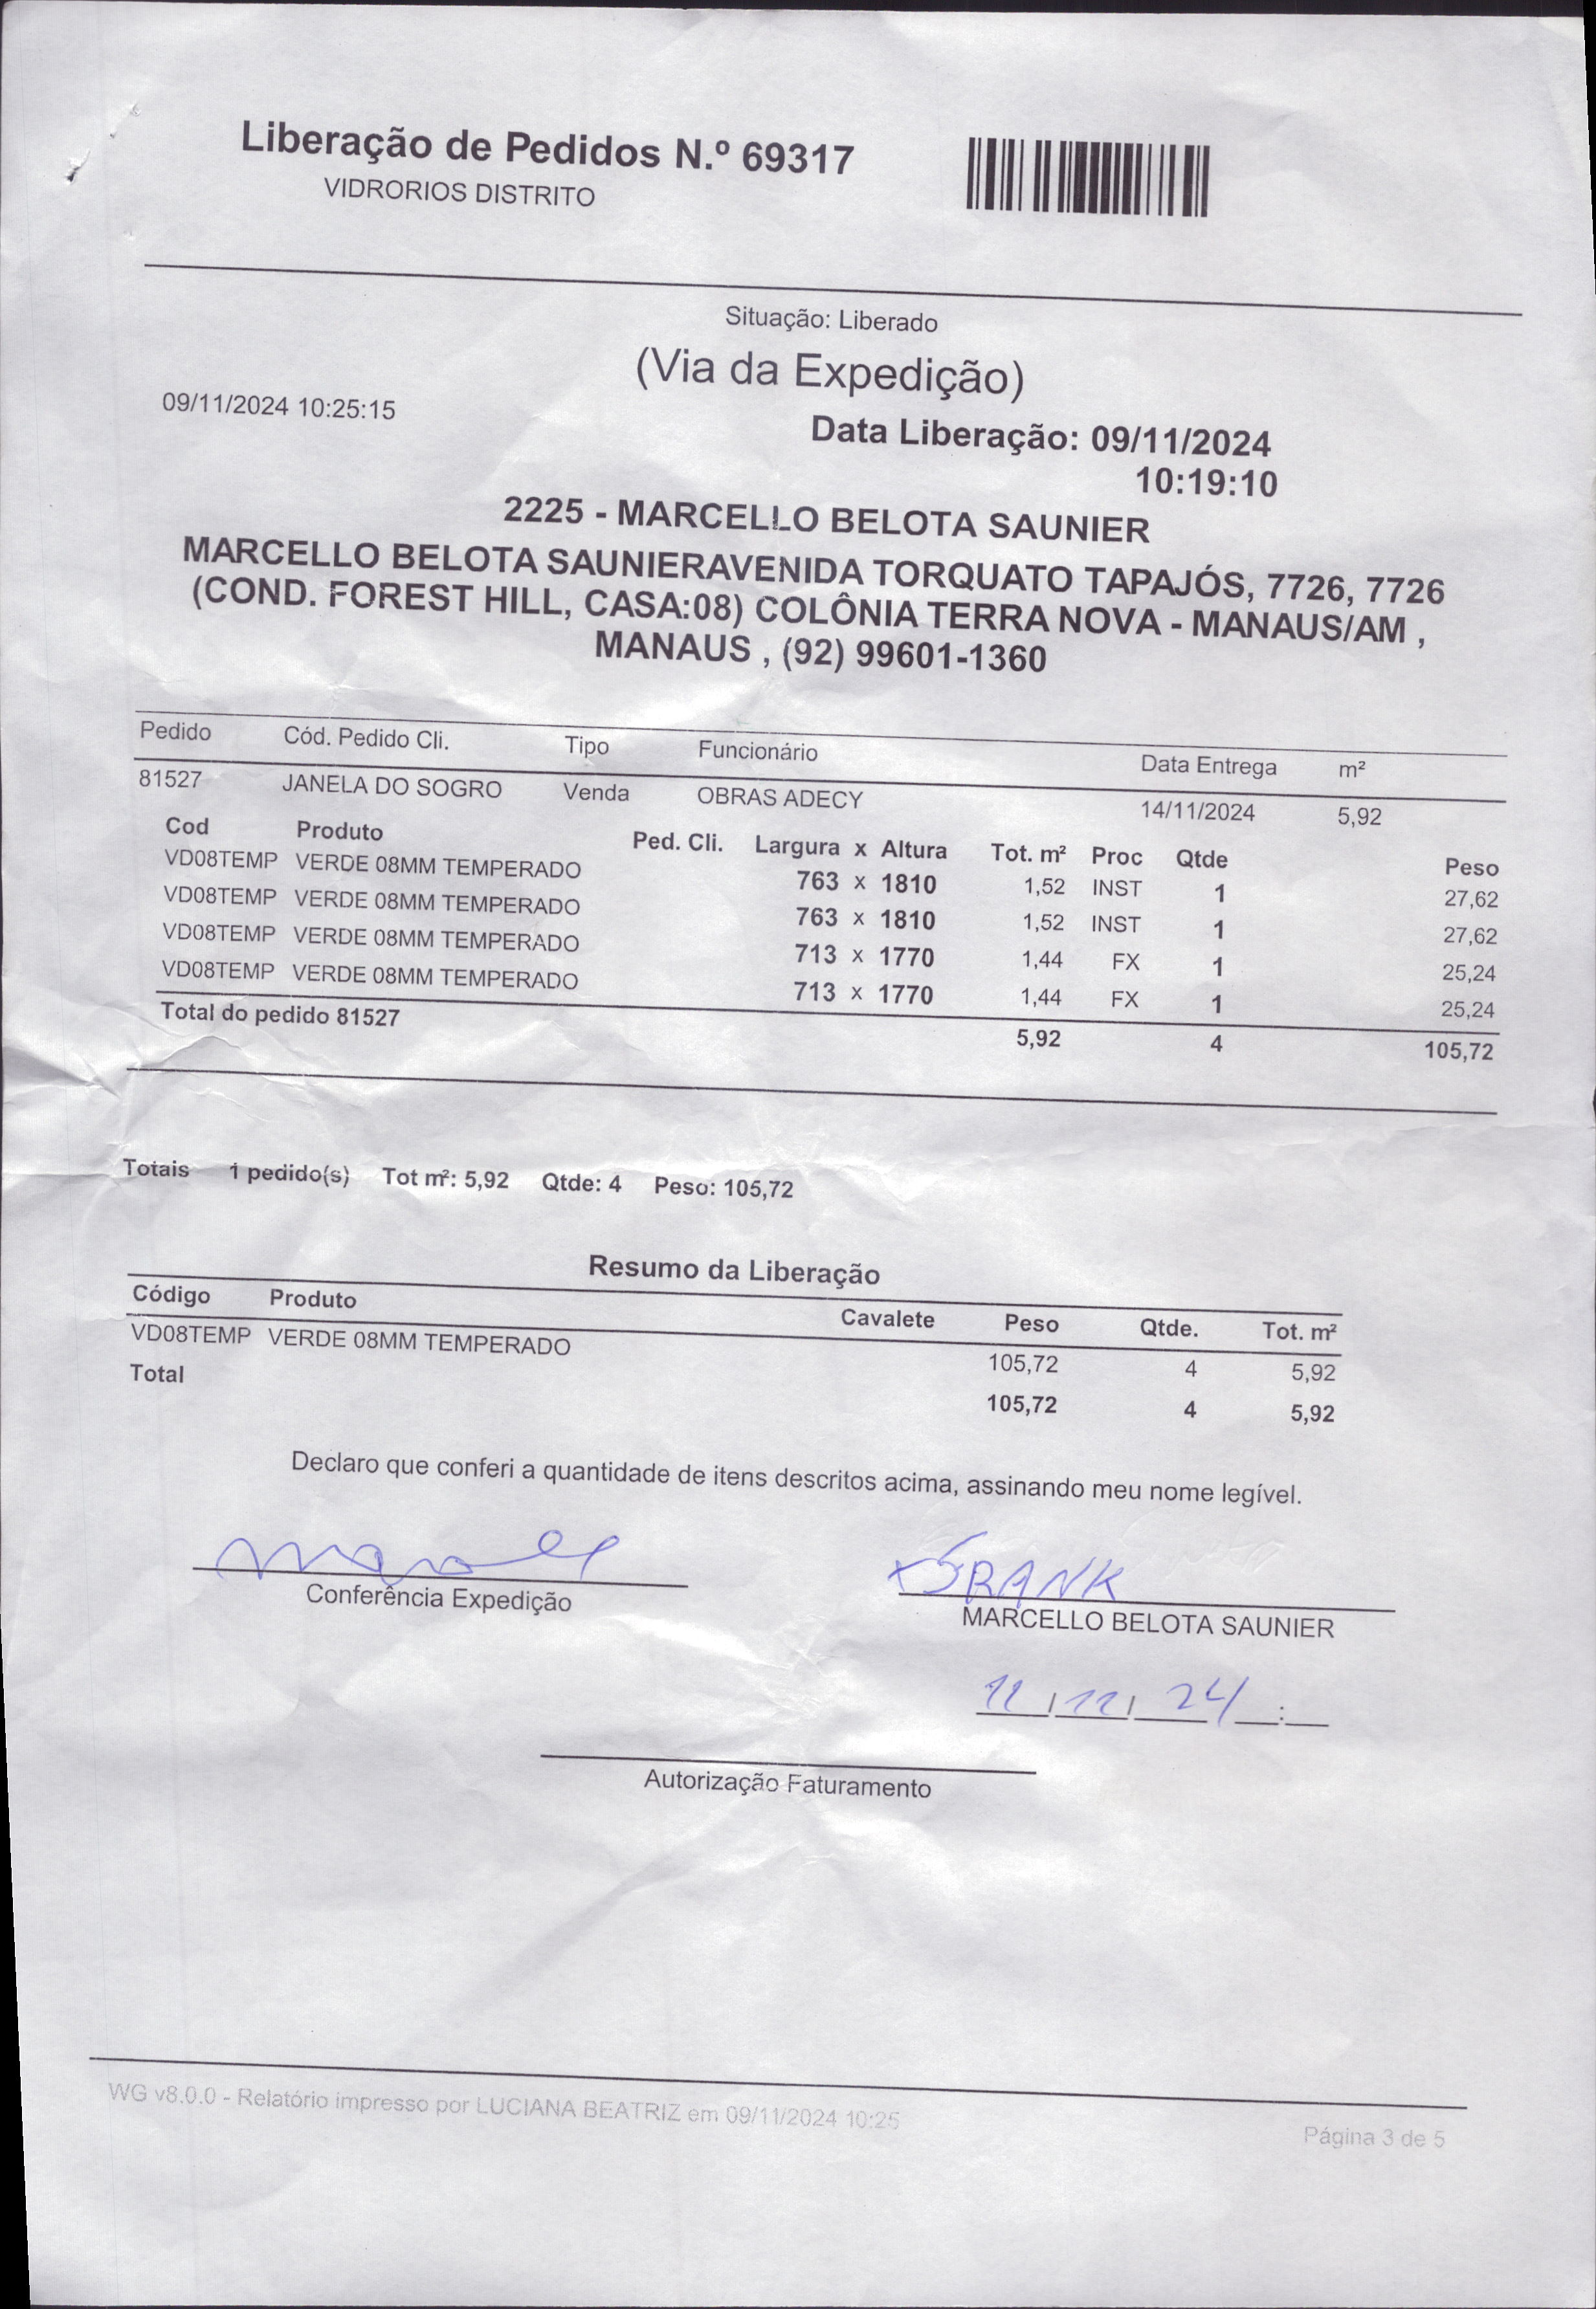 Liberação de Pedidos N.º 69317
VIDRORIOS DISTRITO
Situação: Liberado
(Via da Expedição)
09/11/2024 10:25:15
Data Liberação: 09/11/2024
10:19:10
2225 - MARCELLO BELOTA SAUNIER
MARCELLO BELOTA SAUNIERAVENIDA TORQUATO TAPAJÓS, 7726, 7726
(COND. FOREST HILL, CASA:08) COLÔNIA TERRA NOVA - MANAUS/AM ,
MANAUS , (92) 99601-1360
Pedido Cód. Pedido Cli. Tipo Funcionário Data Entrega m²
81527 JANELA DO SOGRO Venda OBRAS ADECY 14/11/2024 5,92
Cod Produto Ped. Cli. Largura x Altura Tot. m² Proc Qtde Peso
VD08TEMP VERDE 08MM TEMPERADO 763 x 1810 1,52 INST 1 27,62
VD08TEMP VERDE 08MM TEMPERADO 763 x 1810 1,52 INST 1 27,62
VD08TEMP VERDE 08MM TEMPERADO 713 x 1770 1,44 FX 1 25,24
VD08TEMP VERDE 08MM TEMPERADO 713 x 1770 1,44 FX 1 25,24
Total do pedido 81527 5,92 4 105,72
Totais 1 pedido(s) Tot m²: 5,92 Qtde: 4 Peso: 105,72
Resumo da Liberação
Código Produto Cavalete Peso Qtde. Tot. m²
VD08TEMP VERDE 08MM TEMPERADO 105,72 4 5,92
Total 105,72 4 5,92
Declaro que conferi a quantidade de itens descritos acima, assinando meu nome legível.
FRANK
Conferência Expedição
MARCELLO BELOTA SAUNIER
11/11/24 :
Autorização Faturamento
WG v8.0.0 - Relatório impresso por LUCIANA BEATRIZ em 09/11/2024 10:25
Página 3 de 5